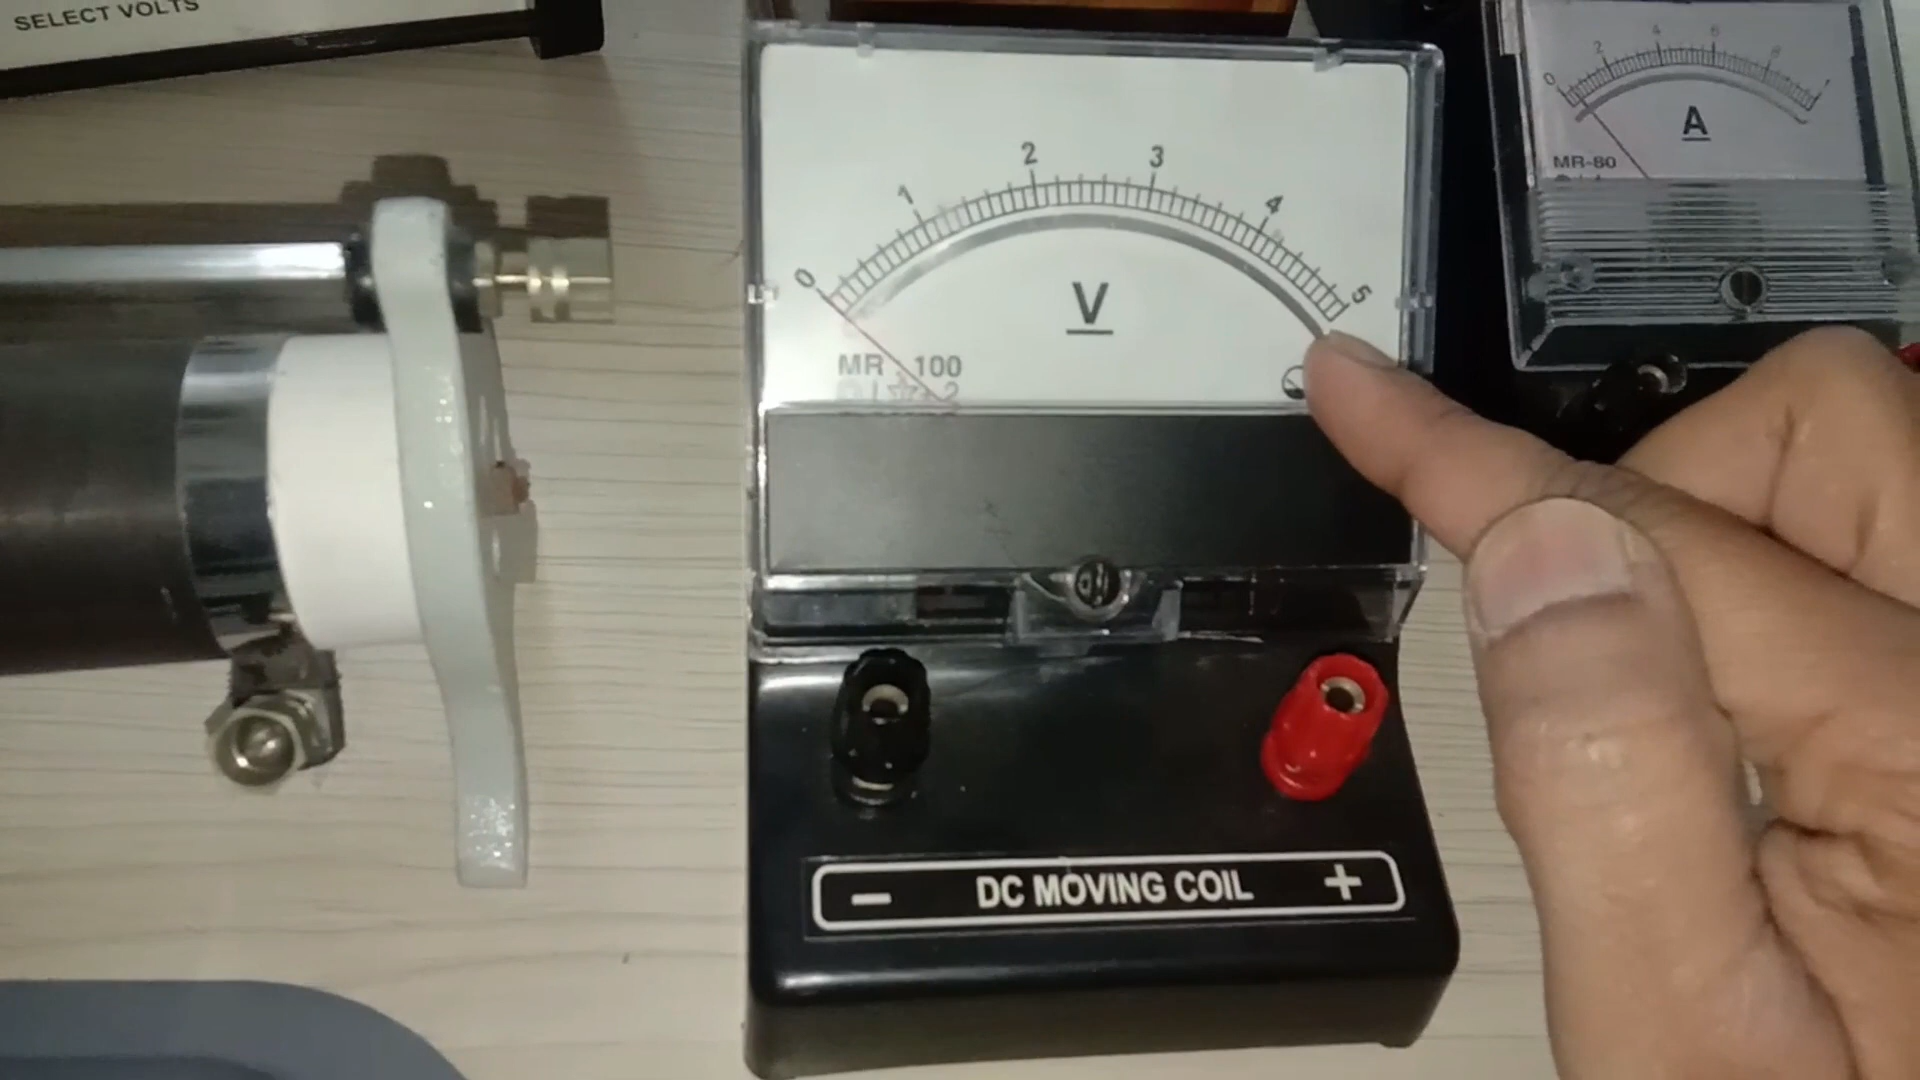 SELECT VOLTS
0 1 2 3 4 5
V
MR - 100
2
- DC MOVING COIL +
0 2 4 6 8
A
MR-80